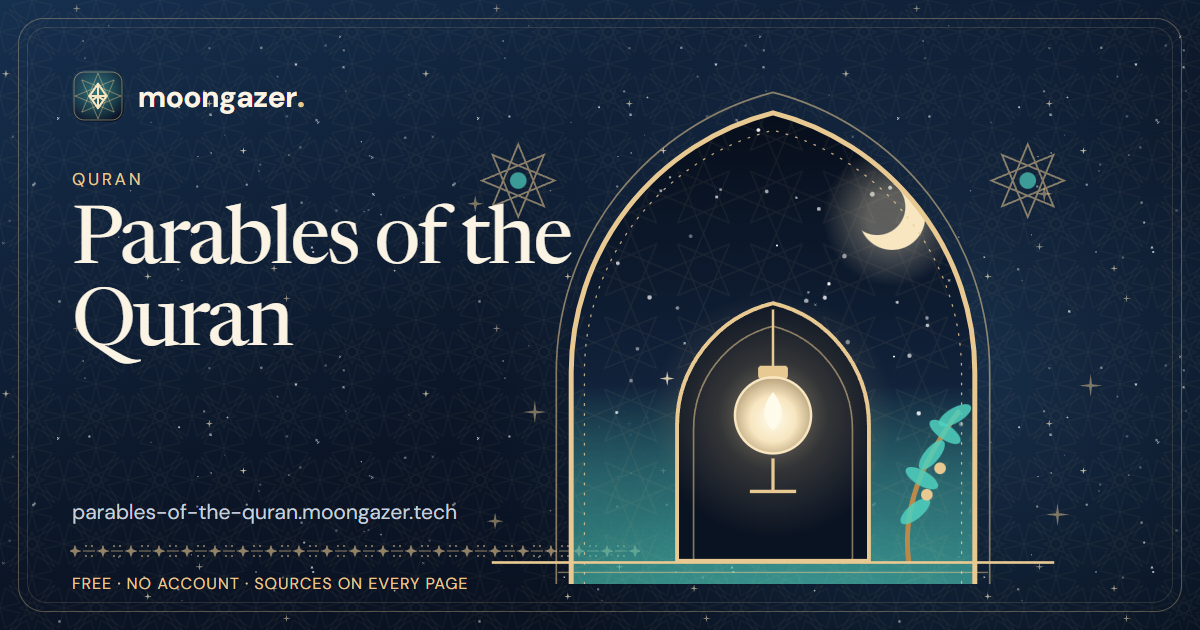 moongazer.
QURAN
Parables of the
Quran
parables-of-the-quran.moongazer.tech
FREE · NO ACCOUNT · SOURCES ON EVERY PAGE